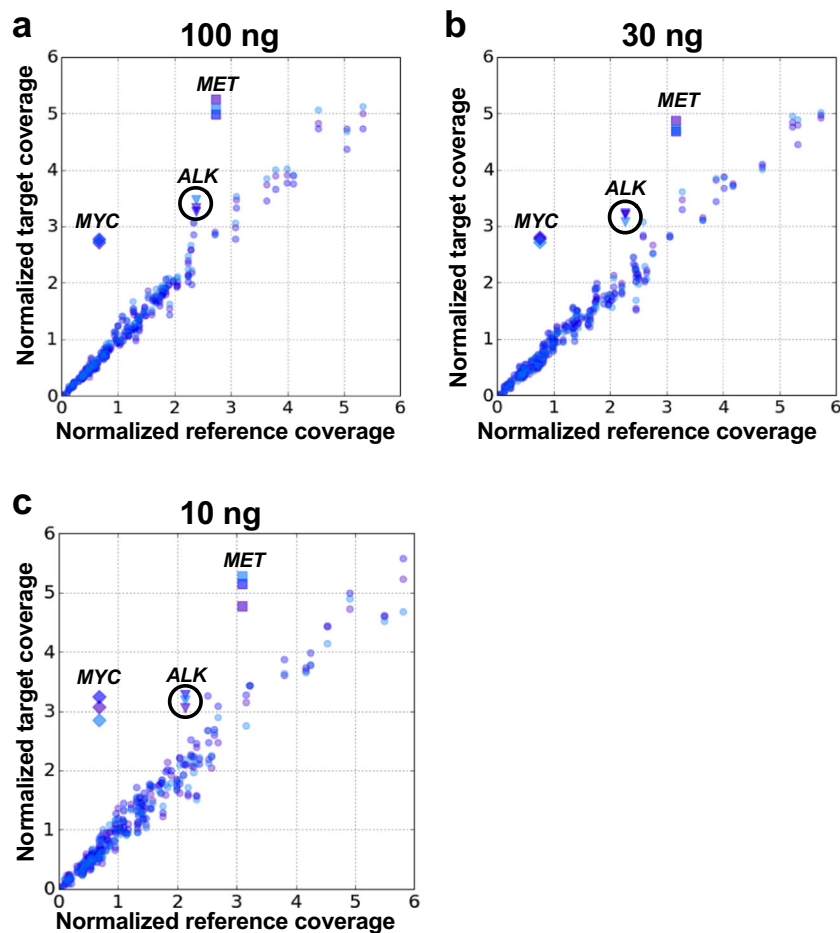 a
100 ng
Normalized target coverage
6
5
4
3
2
1
0
MET
ALK
MYC
0 1 2 3 4 5 6
Normalized reference coverage
b
30 ng
Normalized target coverage
6
5
4
3
2
1
0
MET
ALK
MYC
0 1 2 3 4 5 6
Normalized reference coverage
c
10 ng
Normalized target coverage
6
5
4
3
2
1
0
MET
MYC
ALK
0 1 2 3 4 5 6
Normalized reference coverage